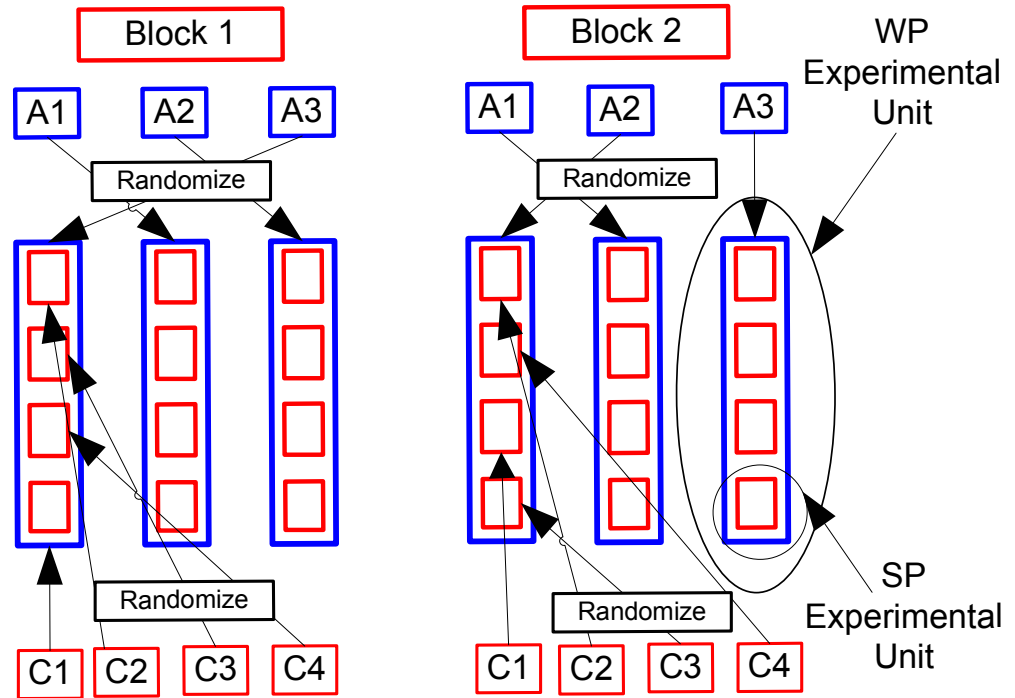 Block 1
Block 2
WP
Experimental
Unit
A1
A2
A3
A1
A2
A3
Randomize
Randomize
Randomize
Randomize
SP
Experimental
Unit
C1
C2
C3
C4
C1
C2
C3
C4